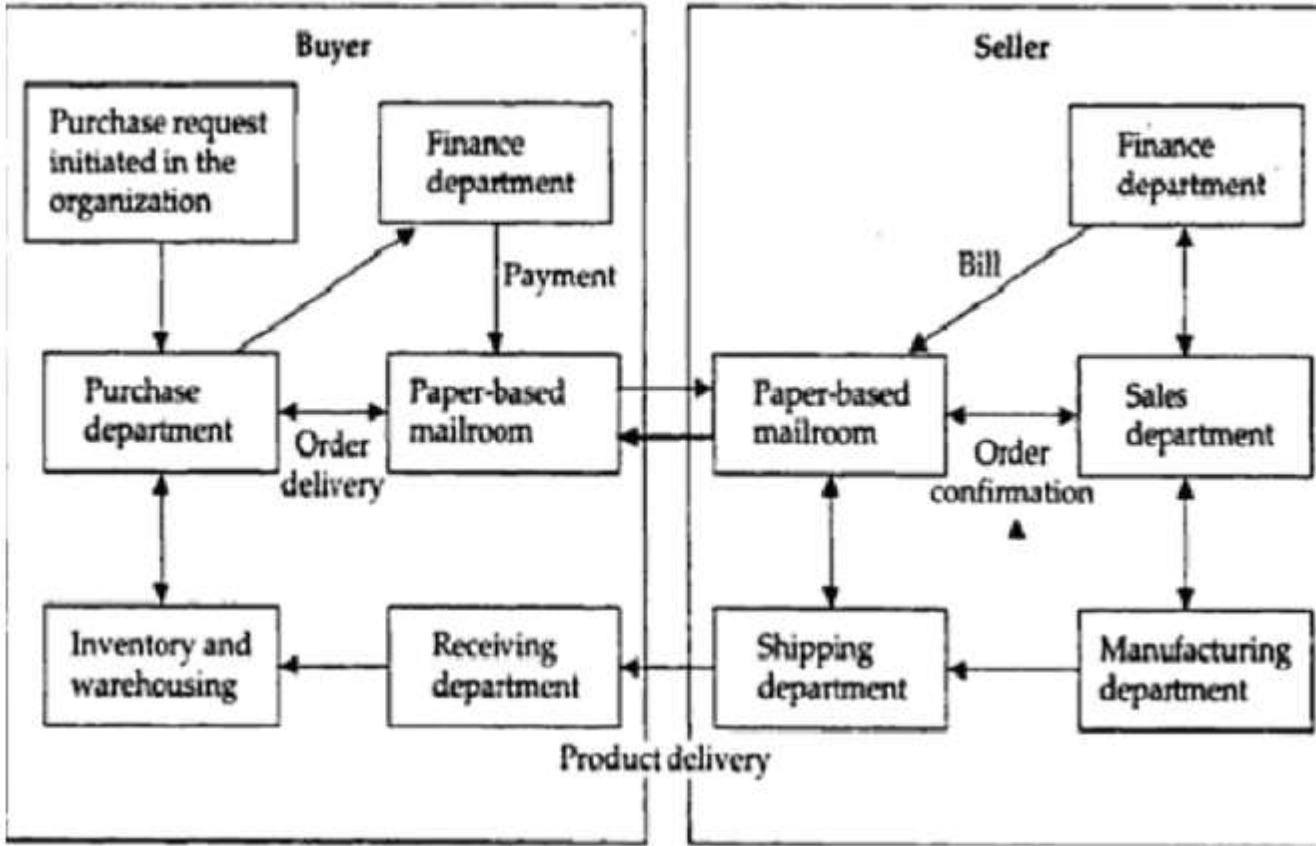 Buyer
Purchase request
initiated in the
organization
Finance
department
Payment
Purchase
department
Order
delivery
Paper-based
mailroom
Inventory and
warehousing
Receiving
department
Product delivery
Seller
Finance
department
Bill
Paper-based
mailroom
Order
confirmation
Sales
department
Shipping
department
Manufacturing
department